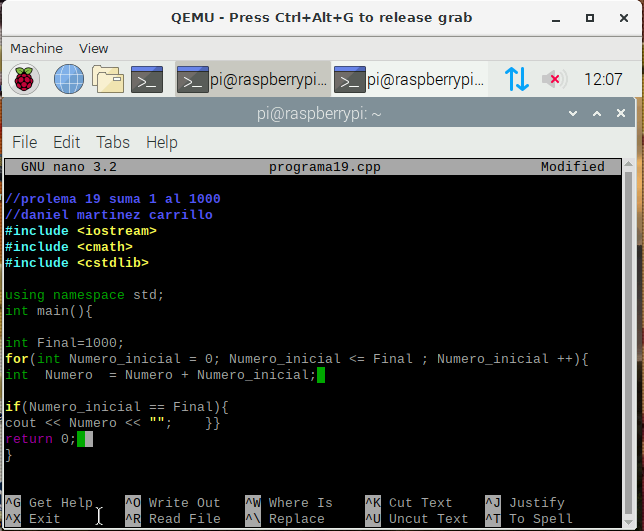 QEMU - Press Ctrl+Alt+G to release grab
Machine View
pi@raspberrypi... pi@raspberrypi... 12:07
pi@raspberrypi: ~
File Edit Tabs Help
GNU nano 3.2 programa19.cpp Modified
//prolema 19 suma 1 al 1000
//daniel martinez carrillo
#include <iostream>
#include <cmath>
#include <cstdlib>
using namespace std;
int main(){
int Final=1000;
for(int Numero_inicial = 0; Numero_inicial <= Final ; Numero_inicial ++){
int  Numero  = Numero + Numero_inicial;
if(Numero_inicial == Final){
cout << Numero << "";    }}
return 0;
}
^G Get Help ^O Write Out ^W Where Is ^K Cut Text ^J Justify
^X Exit ^R Read File ^\ Replace ^U Uncut Text ^T To Spell